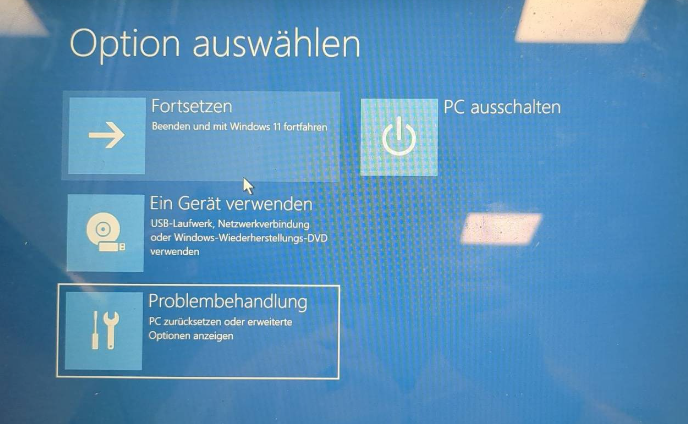 Option auswählen
Fortsetzen
Beenden und mit Windows 11 fortfahren
PC ausschalten
Ein Gerät verwenden
USB-Laufwerk, Netzwerkverbindung
oder Windows-Wiederherstellungs-DVD
verwenden
Problembehandlung
PC zurücksetzen oder erweiterte
Optionen anzeigen